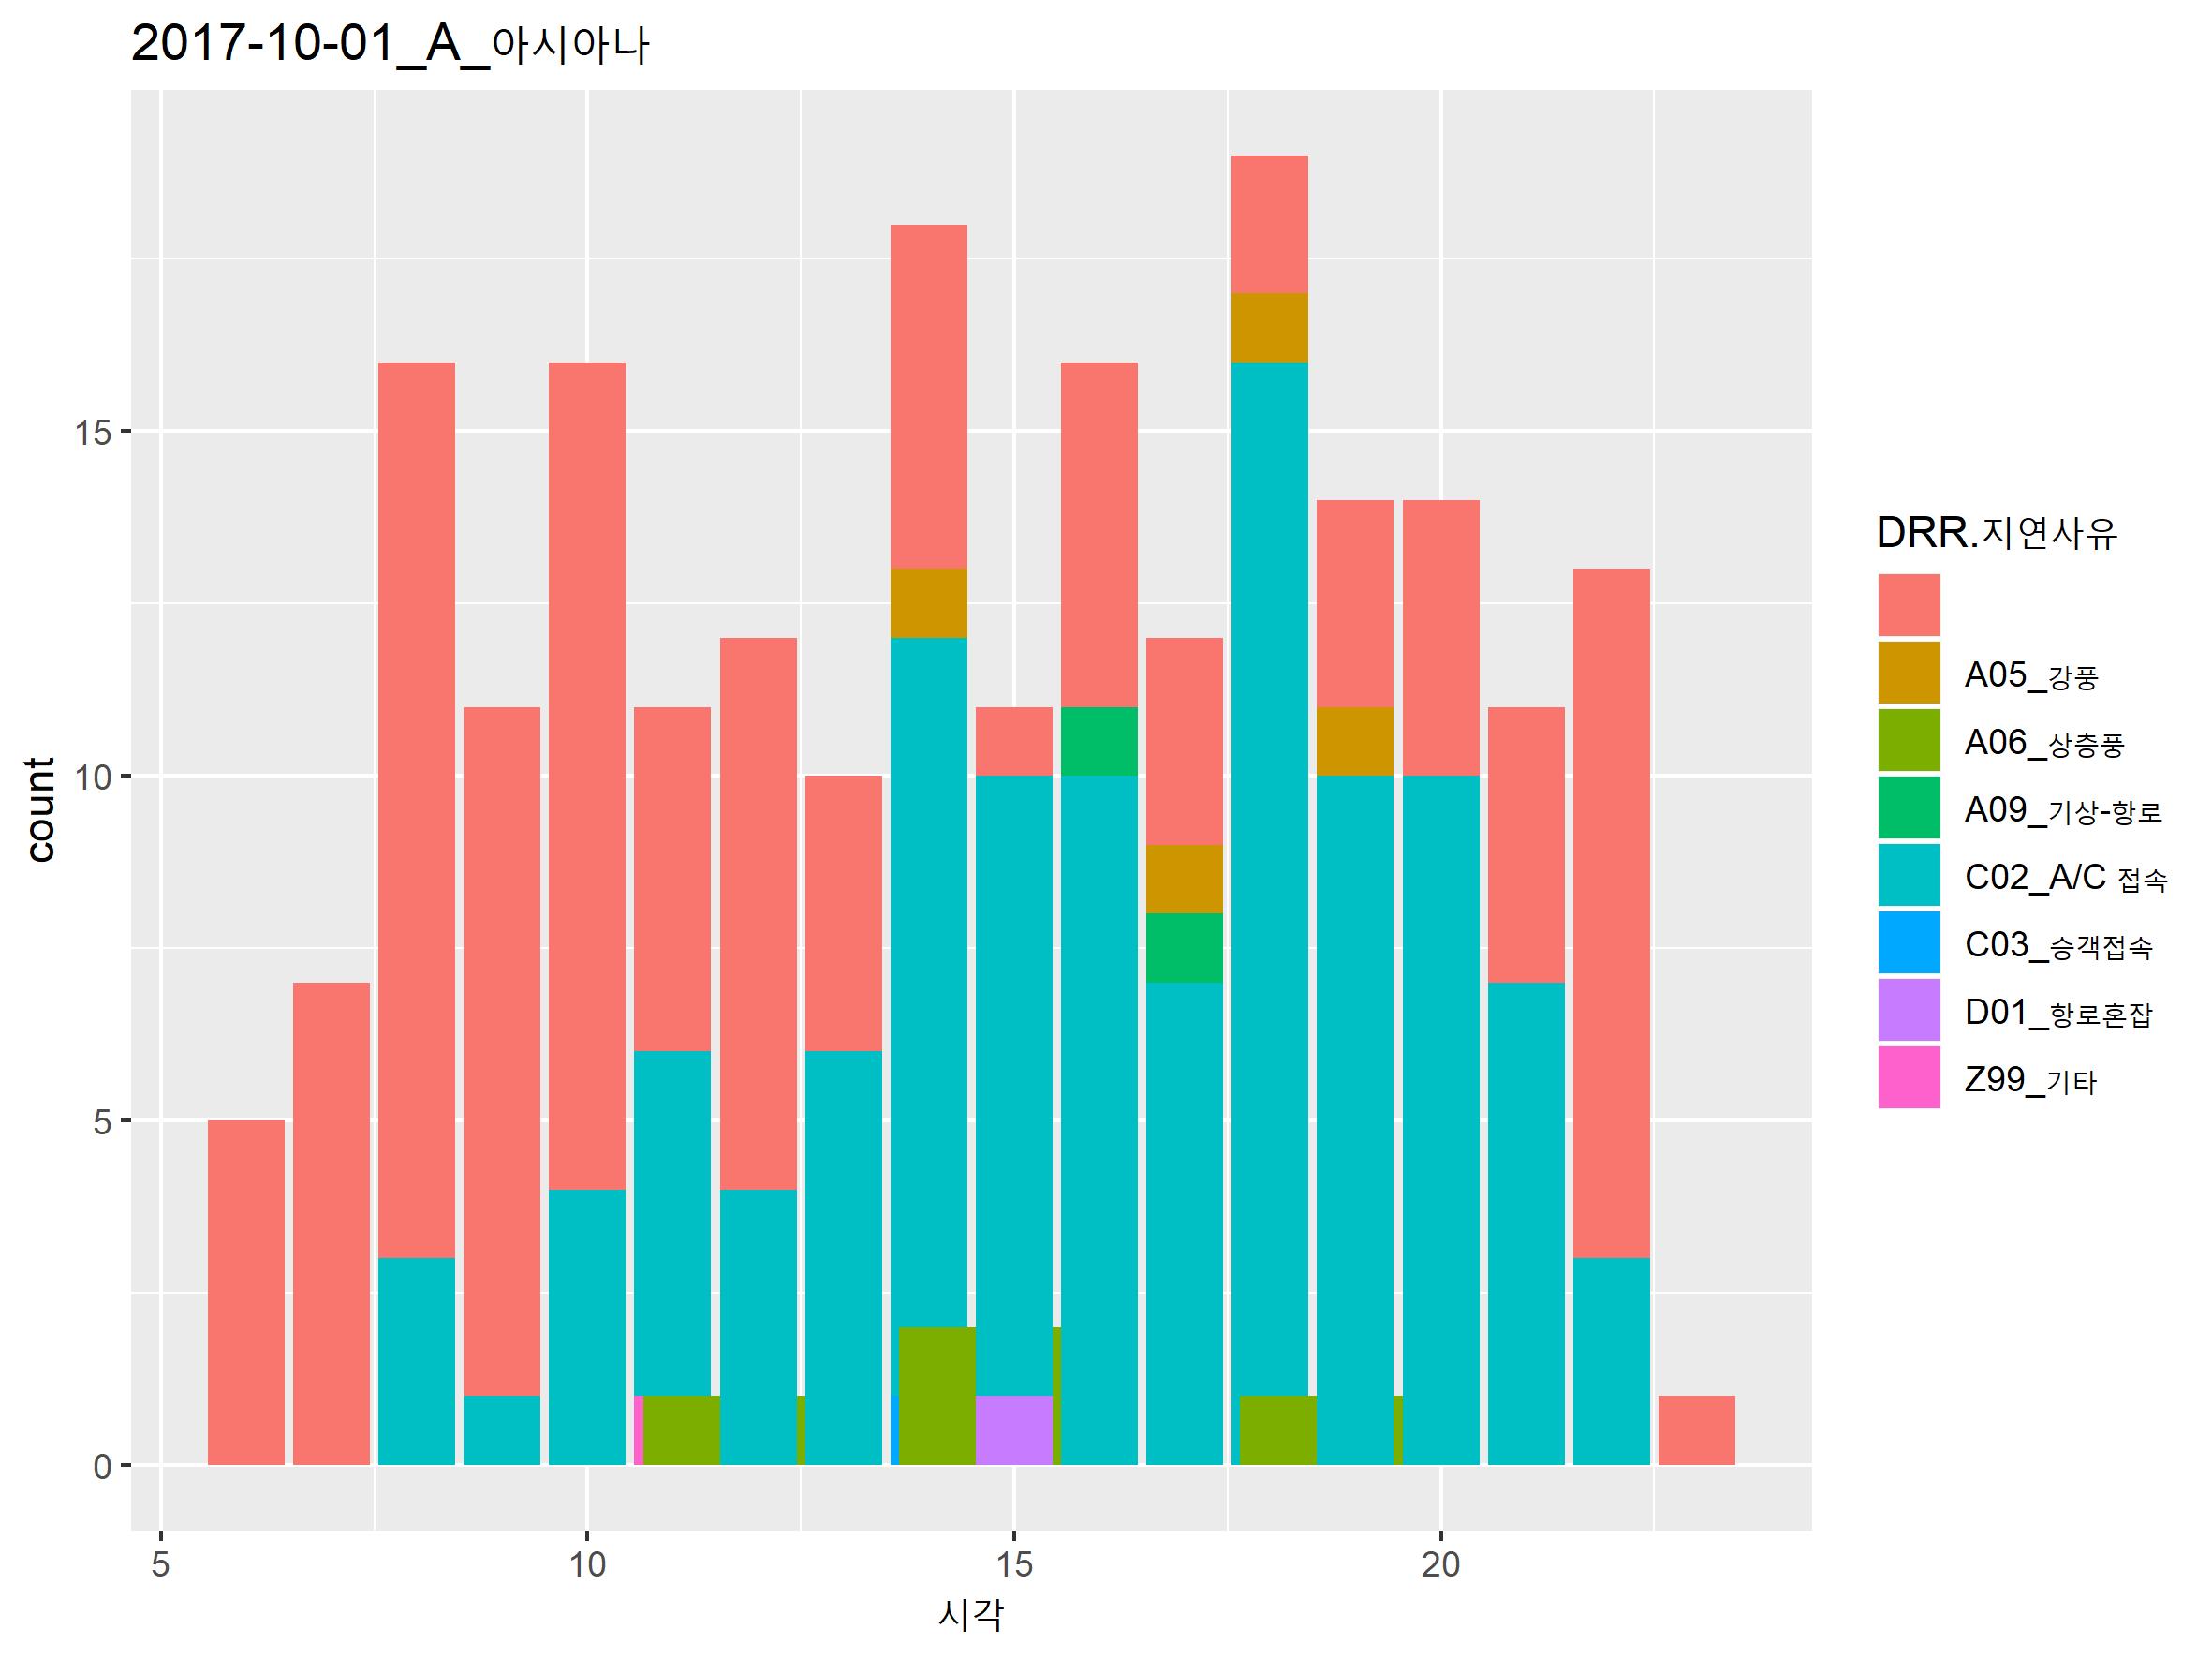 2017-10-01_A_아시아나
count
15
10
5
0
5 10 15 20
시각
DRR.지연사유
A05_강풍
A06_상층풍
A09_기상-항로
C02_A/C 접속
C03_승객접속
D01_항로혼잡
Z99_기타